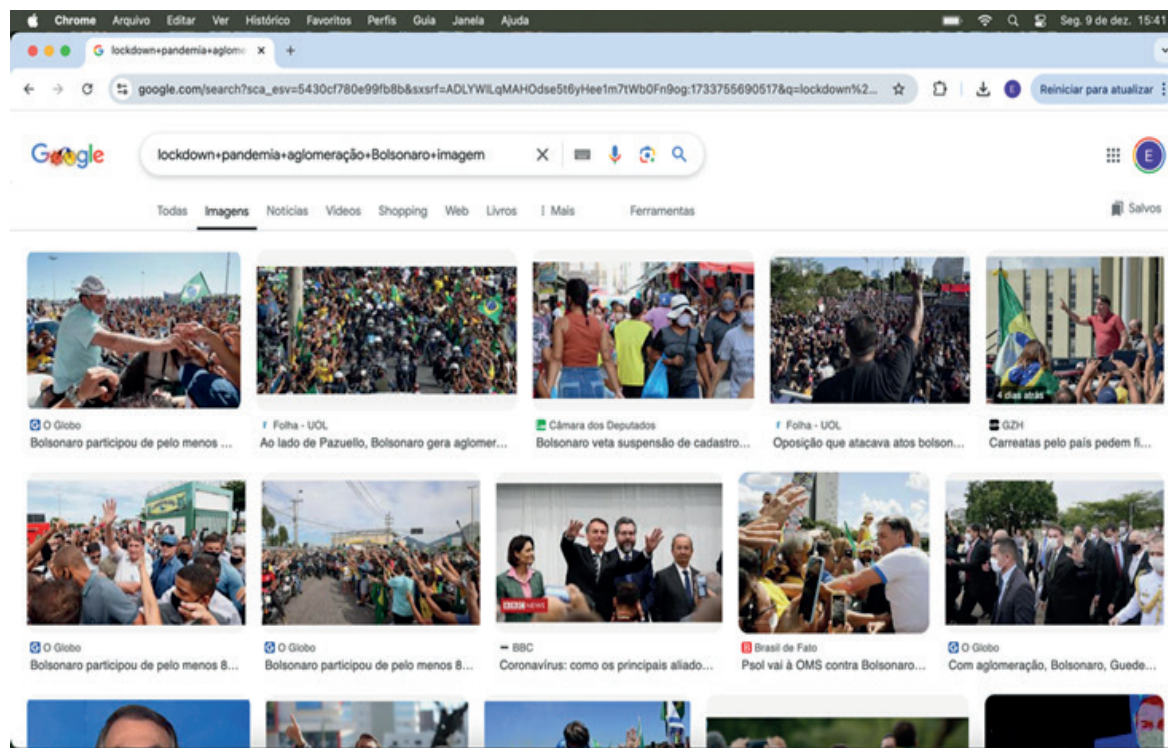 Chrome Arquivo Editar Ver Histórico Favoritos Perfis Guia Janela Ajuda Seg. 9 de dez. 15:41
lockdown+pandemia+aglome
google.com/search?sca_esv=5430cf780e99fb8b&sxsrf=ADLYWILqMAHOdse5t6yHee1m7tWb0Fn9og:1733755690517&q=lockdown%2... Reiniciar para atualizar
Google lockdown+pandemia+aglomeração+Bolsonaro+imagem E
Todas Imagens Notícias Vídeos Shopping Web Livros Mais Ferramentas Salvos
4 dias atrás
O Globo Folha - UOL Câmara dos Deputados Folha - UOL GZH
Bolsonaro participou de pelo menos ... Ao lado de Pazuello, Bolsonaro gera aglomer... Bolsonaro veta suspensão de cadastro... Oposição que atacava atos bolson... Carreatas pelo país pedem fi...
BBC NEWS
O Globo O Globo BBC Brasil de Fato O Globo
Bolsonaro participou de pelo menos 8... Bolsonaro participou de pelo menos 8... Coronavírus: como os principais aliado... Psol vai à OMS contra Bolsonaro... Com aglomeração, Bolsonaro, Guede...